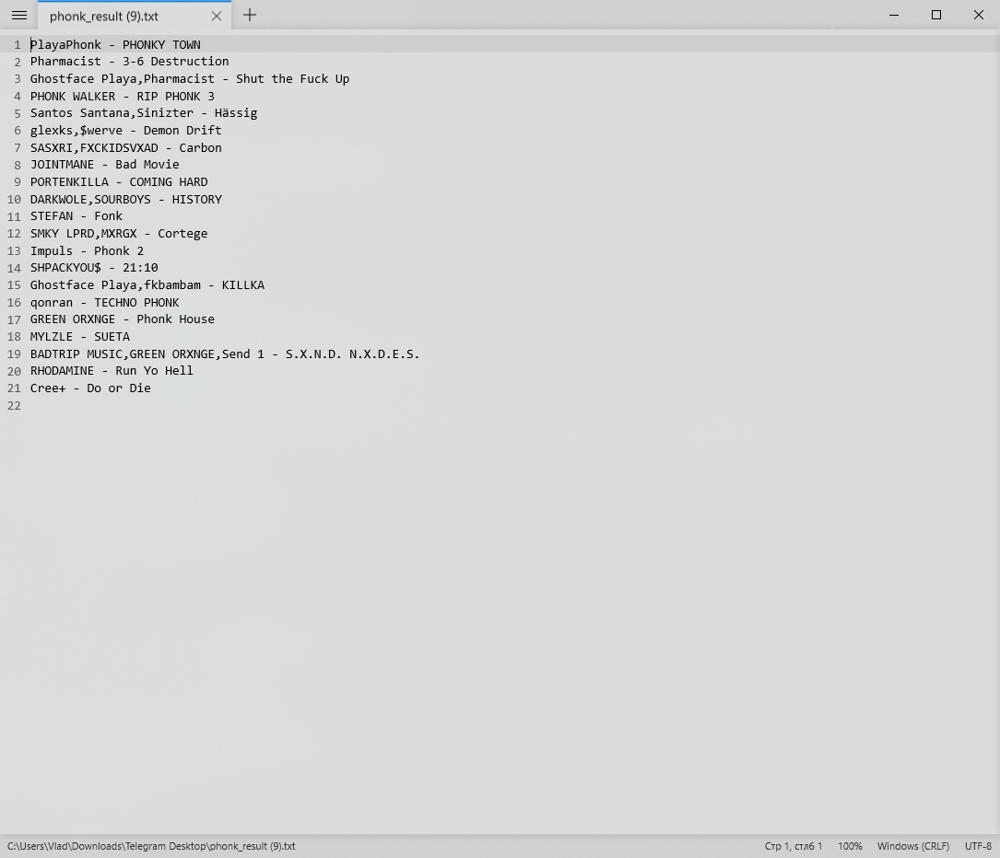 phonk_result (9).txt
1 PlayaPhonk - PHONKY TOWN
2 Pharmacist - 3-6 Destruction
3 Ghostface Playa,Pharmacist - Shut the Fuck Up
4 PHONK WALKER - RIP PHONK 3
5 Santos Santana,Sinizter - Hässig
6 glexks,$werve - Demon Drift
7 SASXRI,FXCKIDSVXAD - Carbon
8 JOINTMANE - Bad Movie
9 PORTENKILLA - COMING HARD
10 DARKWOLE,SOURBOYS - HISTORY
11 STEFAN - Fonk
12 SMKY LPRD,MXRGX - Cortege
13 Impuls - Phonk 2
14 SHPACKYOU$ - 21:10
15 Ghostface Playa,fkbambam - KILLKA
16 qonran - TECHNO PHONK
17 GREEN ORXNGE - Phonk House
18 MYLZLE - SUETA
19 BADTRIP MUSIC,GREEN ORXNGE,Send 1 - S.X.N.D. N.X.D.E.S.
20 RHODAMINE - Run Yo Hell
21 Cree+ - Do or Die
22
C:\Users\Vlad\Downloads\Telegram Desktop\phonk_result (9).txt Стр 1, стлб 1 100% Windows (CRLF) UTF-8